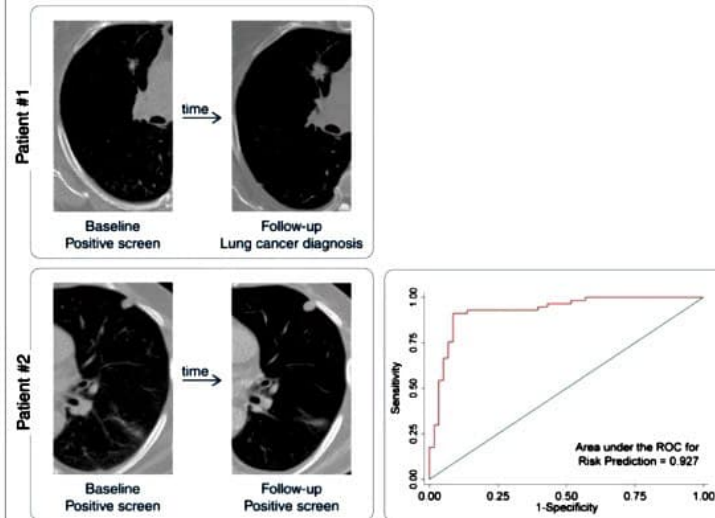 Patient #1
time
Baseline
Positive screen
Follow-up
Lung cancer diagnosis
Patient #2
time
Baseline
Positive screen
Follow-up
Positive screen
Sensitivity
1.00
0.75
0.50
0.25
0.00
Area under the ROC for
Risk Prediction = 0.927
0.00
0.25
0.50
0.75
1.00
1-Specificity